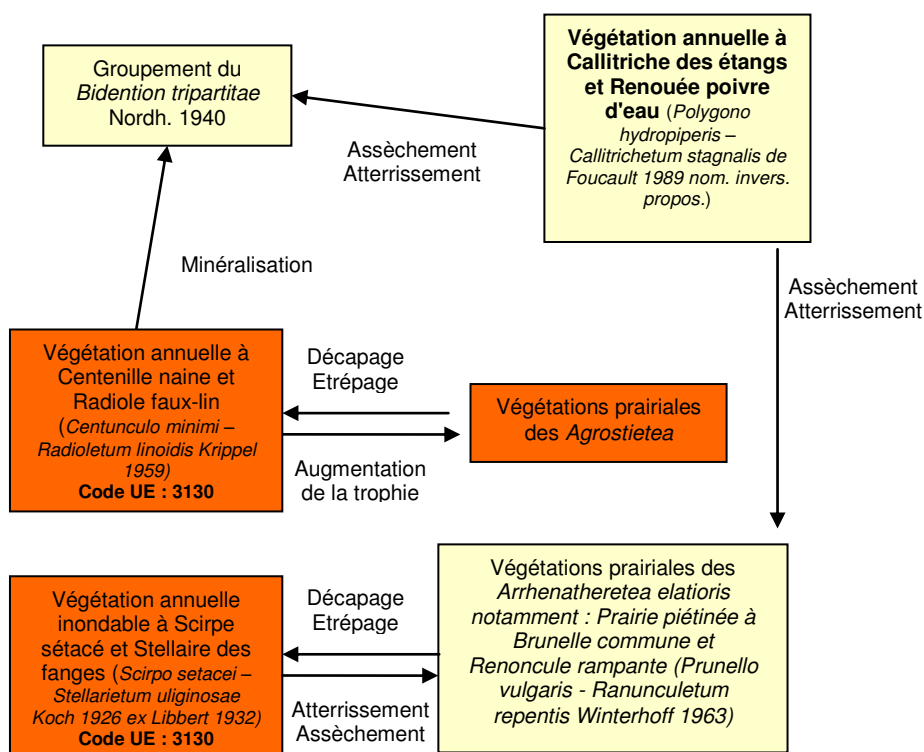 Groupement du
Bidention tripartitae
Nordh. 1940
Végétation annuelle à
Callitriche des étangs
et Renouée poivre
d'eau (Polygono
hydropiperis –
Callitrichetum stagnalis de
Foucault 1989 nom. invers.
propos.)
Assèchement
Atterrissement
Minéralisation
Assèchement
Atterrissement
Végétation annuelle à
Centenille naine et
Radiole faux-lin
(Centunculo minimi –
Radioletum linoidis Krippel
1959)
Code UE : 3130
Décapage
Etrépage
Végétations prairiales
des Agrostietea
Augmentation
de la trophie
Végétation annuelle
inondable à Scirpe
sétacé et Stellaire des
fanges (Scirpo setacei –
Stellarietum uliginosae
Koch 1926 ex Libbert 1932)
Code UE : 3130
Décapage
Etrépage
Atterrissement
Assèchement
Végétations prairiales des
Arrhenatheretea elatioris
notamment : Prairie piétinée à
Brunelle commune et
Renoncule rampante (Prunello
vulgaris - Ranunculetum
repentis Winterhoff 1963)